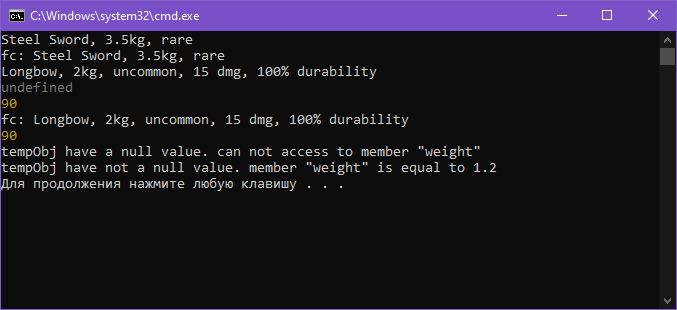 C:\Windows\system32\cmd.exe
Steel Sword, 3.5kg, rare
fc: Steel Sword, 3.5kg, rare
Longbow, 2kg, uncommon, 15 dmg, 100% durability
undefined
90
fc: Longbow, 2kg, uncommon, 15 dmg, 100% durability
90
tempObj have a null value. can not access to member "weight"
tempObj have not a null value. member "weight" is equal to 1.2
Для продолжения нажмите любую клавишу . . .